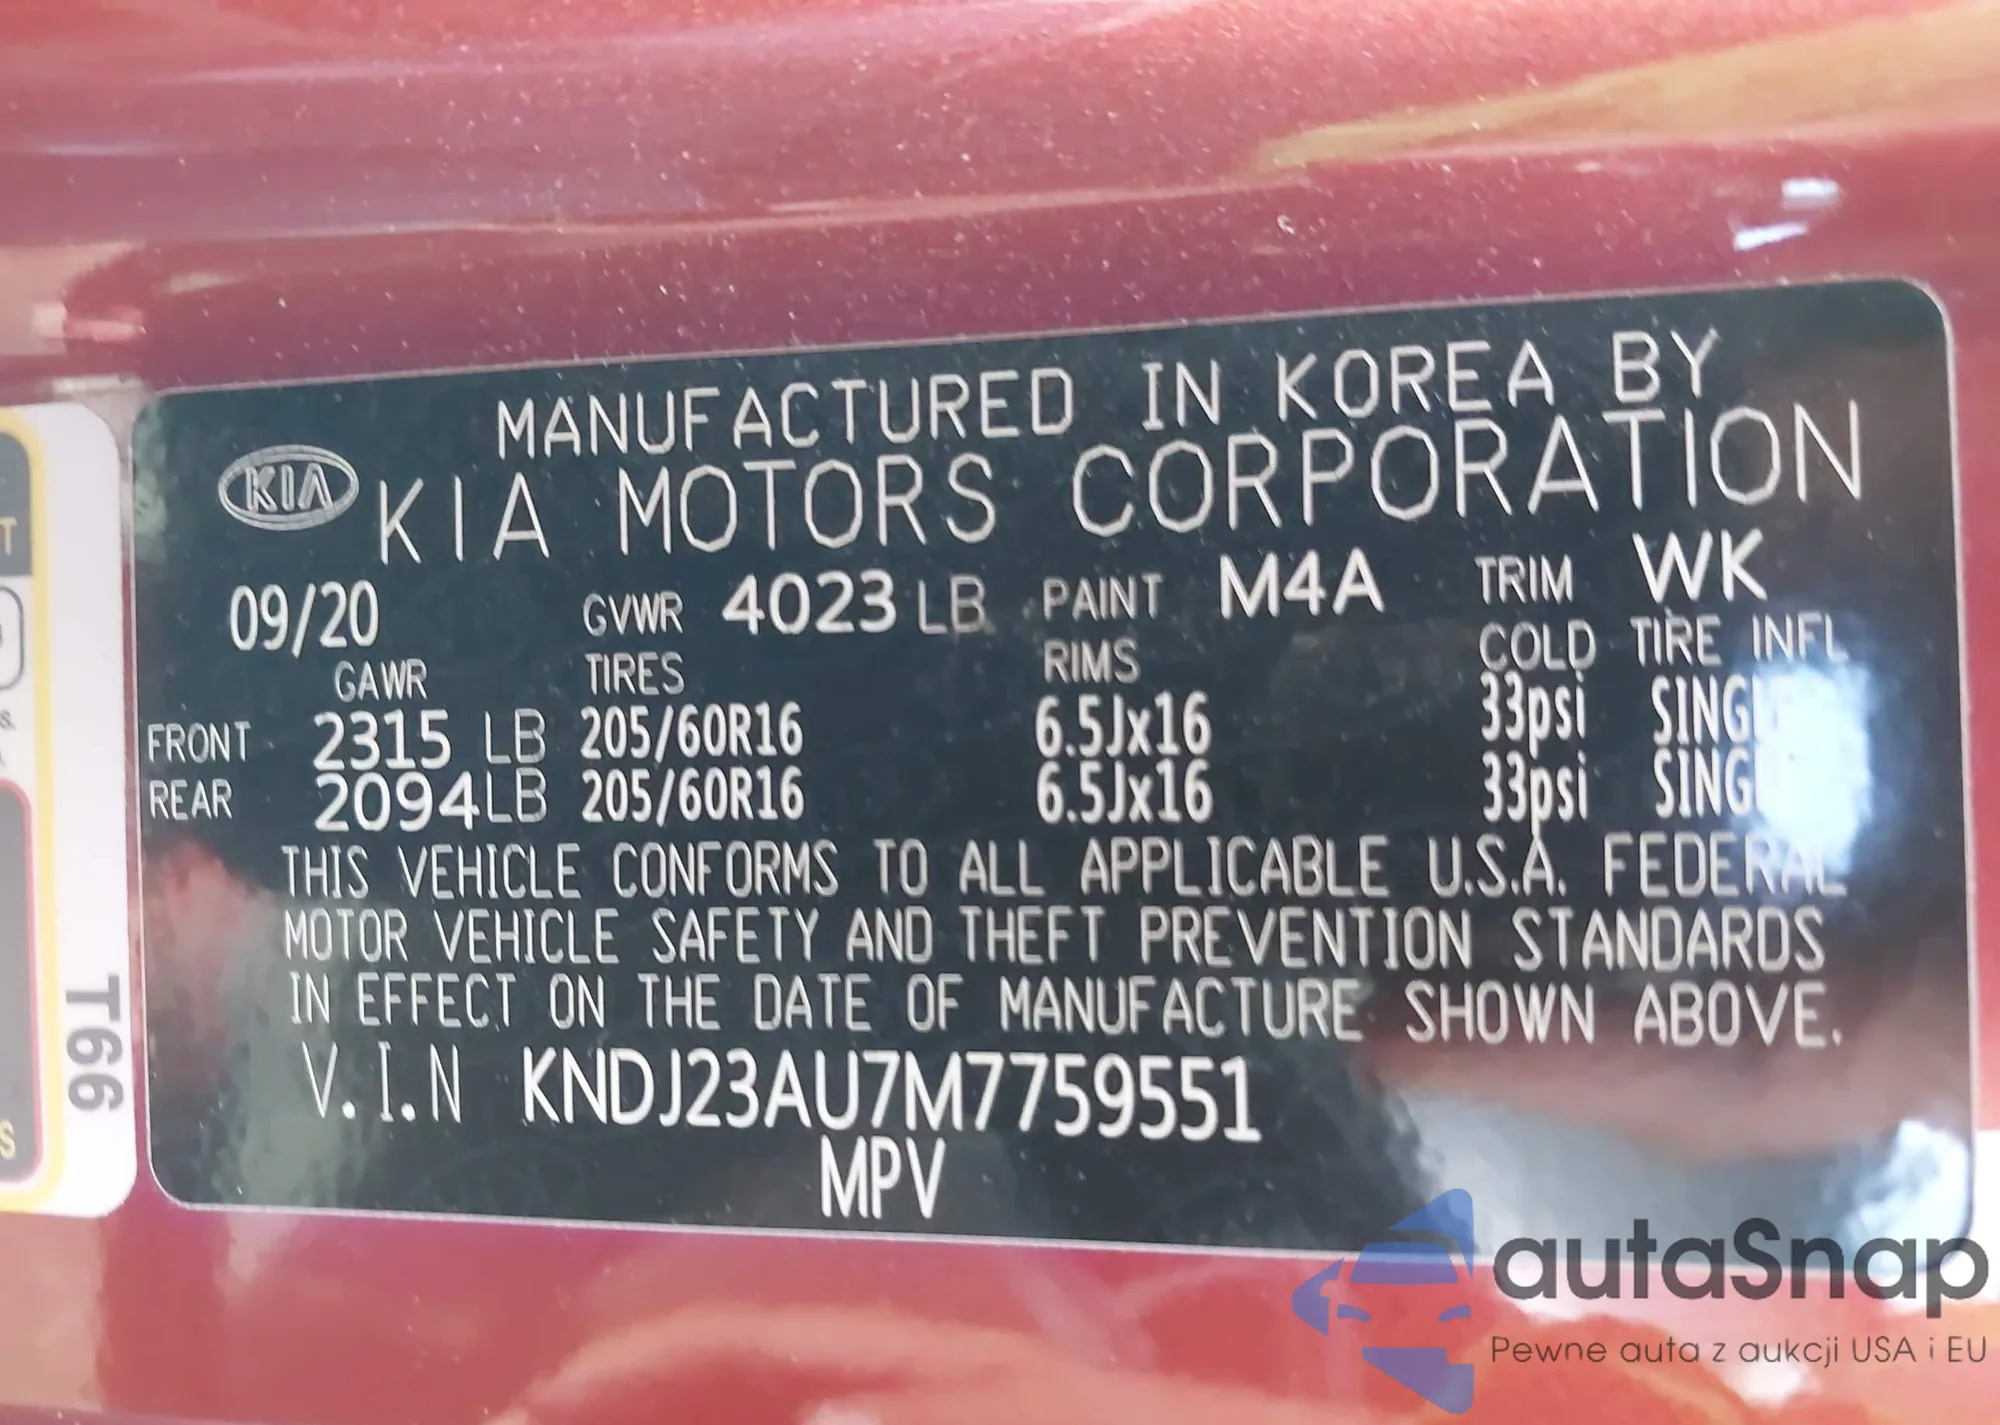 MANUFACTURED IN KOREA BY
KIA KIA MOTORS CORPORATION
09/20 GVWR 4023 LB PAINT M4A TRIM WK
GAWR TIRES RIMS COLD TIRE INFL
FRONT 2315 LB 205/60R16 6.5Jx16 33psi
REAR 2094LB 205/60R16 6.5Jx16 33psi
THIS VEHICLE CONFORMS TO ALL APPLICABLE U.S.A. FEDERAL
MOTOR VEHICLE SAFETY AND THEFT PREVENTION STANDARDS
IN EFFECT ON THE DATE OF MANUFACTURE SHOWN ABOVE.
V.I.N KNDJ23AU7M7759551
MPV
T66
autaSnap
Pewne auta z aukcji USA i EU